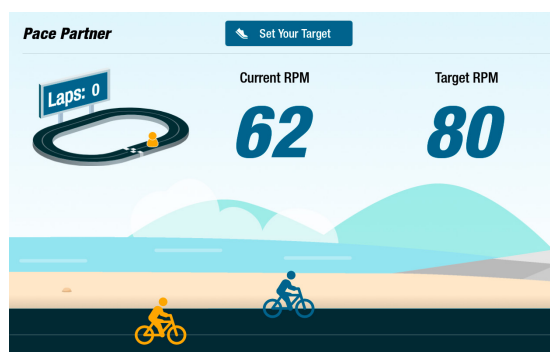 Pace Partner
Set Your Target
Laps: 0
Current RPM
Target RPM
62
80